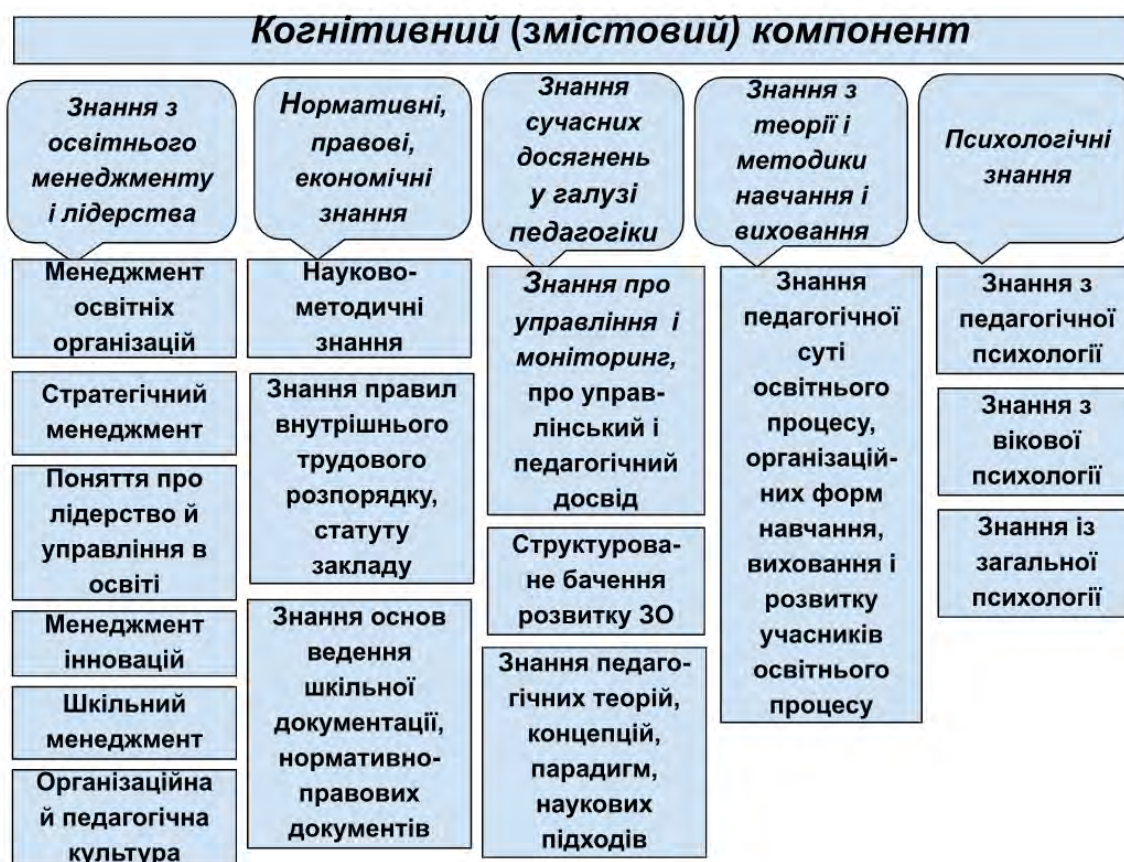 Когнітивний (змістовий) компонент
Знання з
освітнього
менеджменту
і лідерства
Менеджмент
освітніх
організацій
Стратегічний
менеджмент
Поняття про
лідерство й
управління в
освіті
Менеджмент
інновацій
Шкільний
менеджмент
Організаційна
й педагогічна
культура
Нормативні,
правові,
економічні
знання
Науково-
методичні
знання
Знання правил
внутрішнього
трудового
розпорядку,
статуту
закладу
Знання основ
ведення
шкільної
документації,
нормативно-
правових
документів
Знання
сучасних
досягнень
у галузі
педагогіки
Знання про
управління і
моніторинг,
про управ-
лінський і
педагогічний
досвід
Структурова-
не бачення
розвитку ЗО
Знання педаго-
гічних теорій,
концепцій,
парадигм,
наукових
підходів
Знання з
теорії і
методики
навчання і
виховання
Знання
педагогічної
суті
освітнього
процесу,
організацій-
них форм
навчання,
виховання і
розвитку
учасників
освітнього
процесу
Психологічні
знання
Знання з
педагогічної
психології
Знання з
вікової
психології
Знання із
загальної
психології